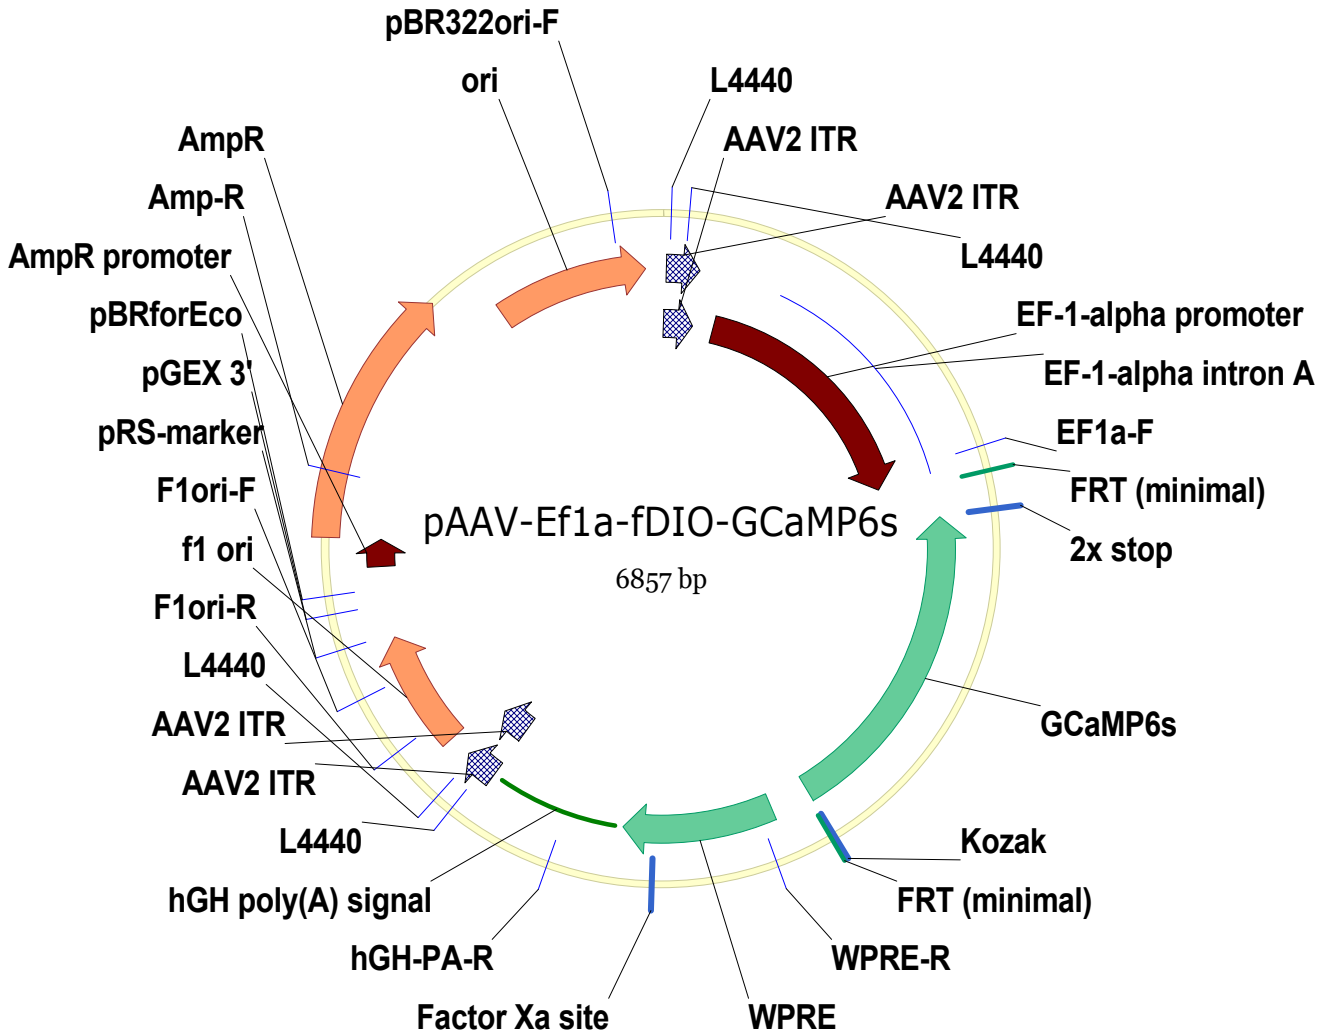 pBR322ori-F
ori
L4440
AAV2 ITR
AmpR
Amp-R
AAV2 ITR
AmpR promoter
L4440
pBRforEco
EF-1-alpha promoter
pGEX 3'
EF-1-alpha intron A
pRS-marker
EF1a-F
F1ori-F
FRT (minimal)
pAAV-Ef1a-fDIO-GCaMP6s
f1 ori
2x stop
6857 bp
F1ori-R
L4440
GCaMP6s
AAV2 ITR
AAV2 ITR
L4440
Kozak
hGH poly(A) signal
FRT (minimal)
hGH-PA-R
WPRE-R
Factor Xa site
WPRE